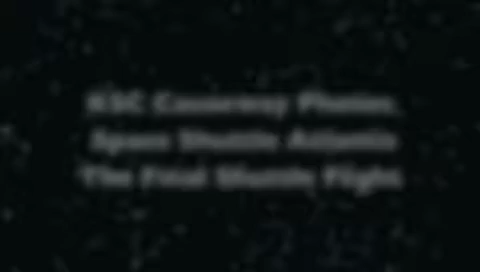 KSC Causeway Photos,
Space Shuttle Atlantis
The Final Shuttle Flight